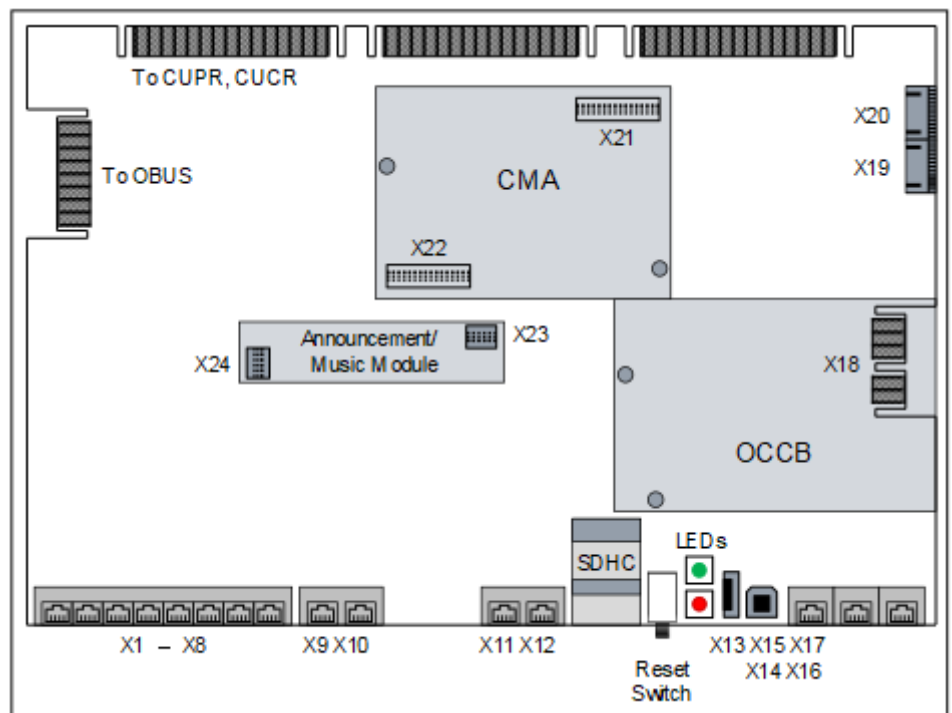 To CUPR, CUCR
X21
X20
CMA
X19
To OBUS
X22
Announcement/
Music Module
X23
X24
X18
OCCB
LEDs
SDHC
X1 – X8
X9 X10
X11 X12
X13 X15 X17
X14 X16
Reset
Switch